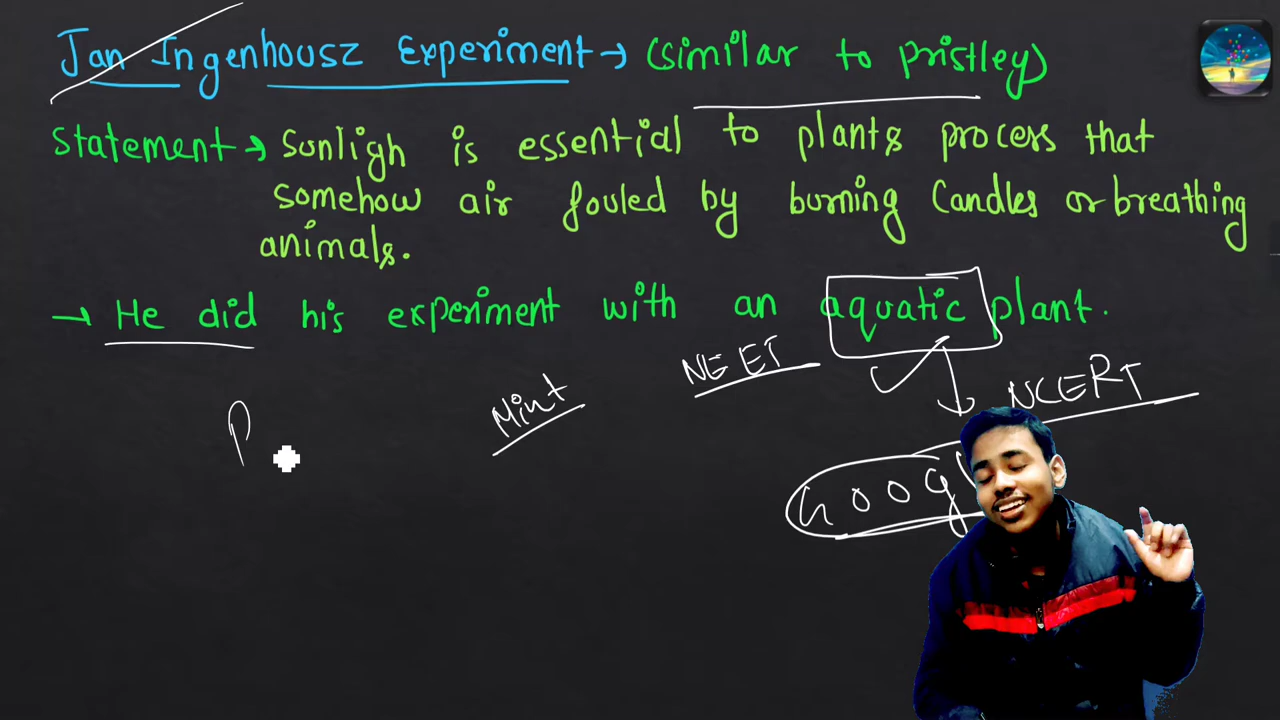 Jan Ingenhousz Experiment → (similar to pristley)
Statement → Sunligh is essential to plants process that
somehow air fouled by burning Candles or breathing
animals.
→ He did his experiment with an aquatic plant.
NEET
Mint
NCERT
P
Goog